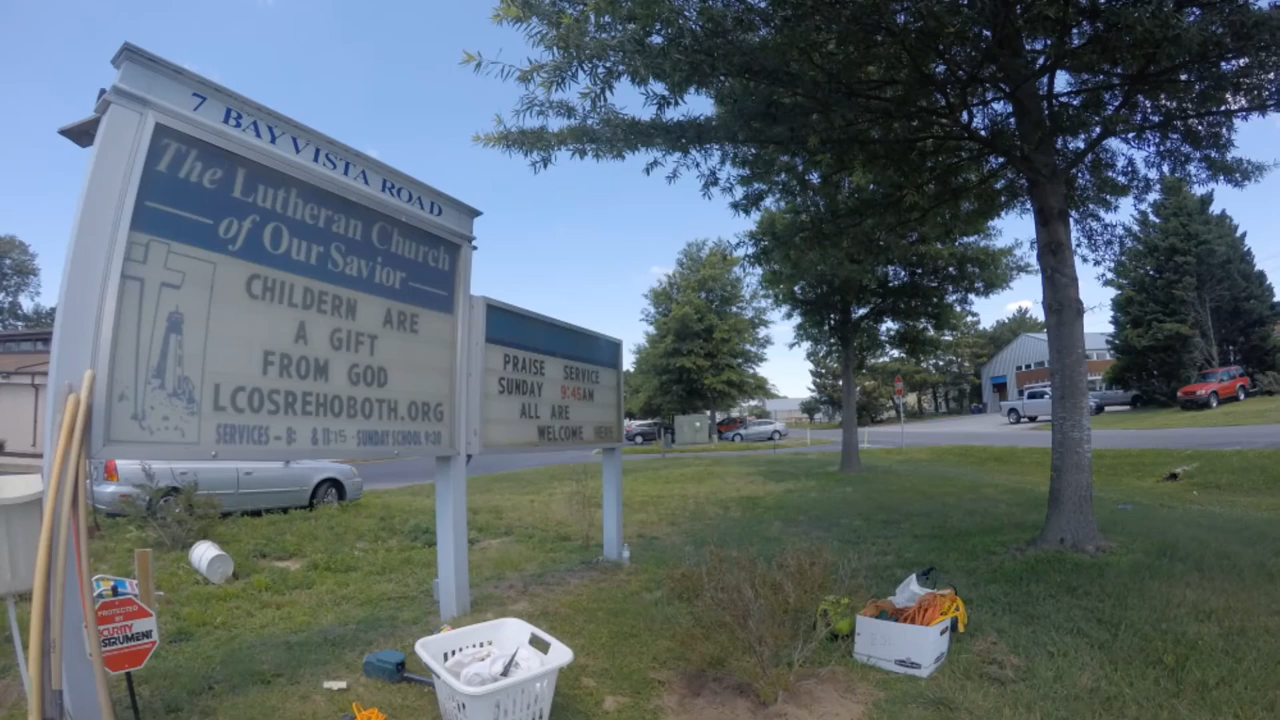 7 BAYVISTA ROAD
The Lutheran Church
of Our Savior
CHILDERN ARE
A GIFT
FROM GOD
LCOSREHOBOTH.ORG
SERVICES - 8: & 11:15 - SUNDAY SCHOOL 9:30
PRAISE SERVICE
SUNDAY 9:45AM
ALL ARE
WELCOME HERE
PROTECTED
BY